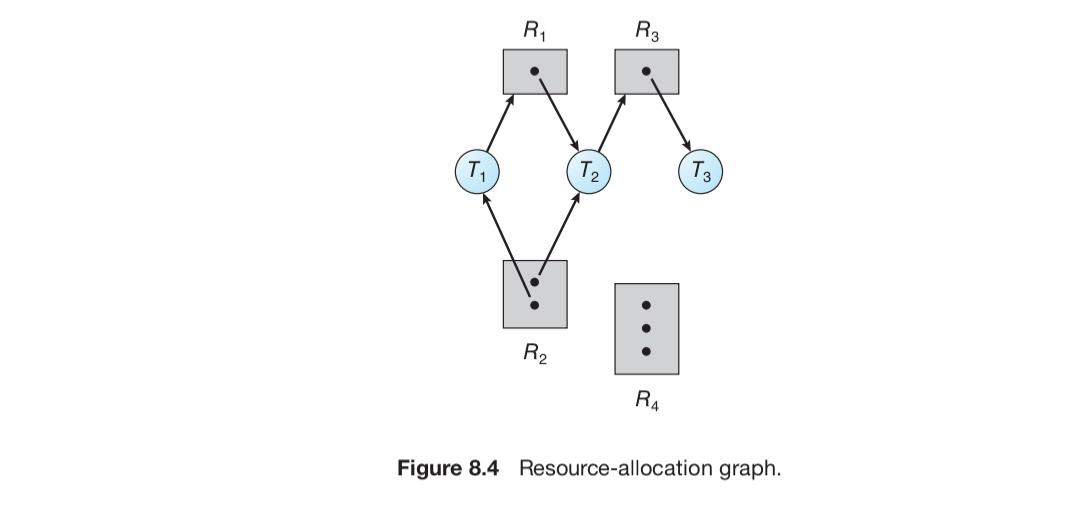 R₁ R₃
T₁ T₂ T₃
R₂
R₄
Figure 8.4 Resource-allocation graph.